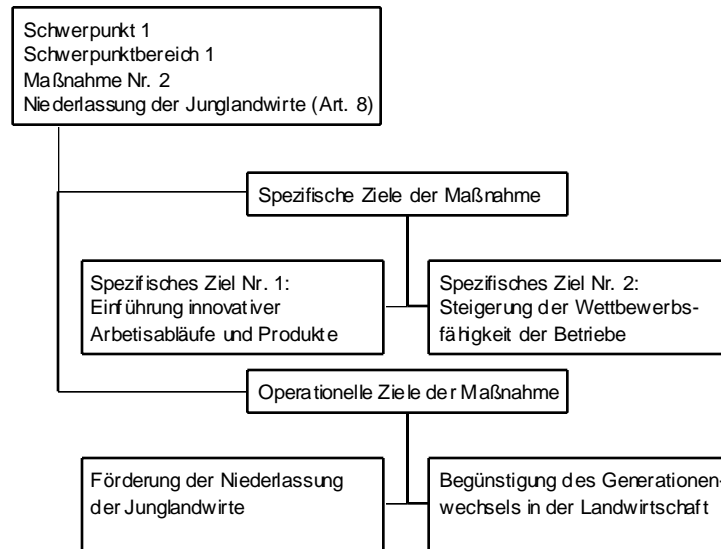 Schwerpunkt 1
Schwerpunktbereich 1
Maßnahme Nr. 2
Niederlassung der Junglandwirte (Art. 8)
Spezifische Ziele der Maßnahme
Spezifisches Ziel Nr. 1:
Einführung innovativer
Arbetisabläufe und Produkte
Spezifisches Ziel Nr. 2:
Steigerung der Wettbewerbs-
fähigkeit der Betriebe
Operationelle Ziele der Maßnahme
Förderung der Niederlassung
der Junglandwirte
Begünstigung des Generationen-
wechsels in der Landwirtschaft